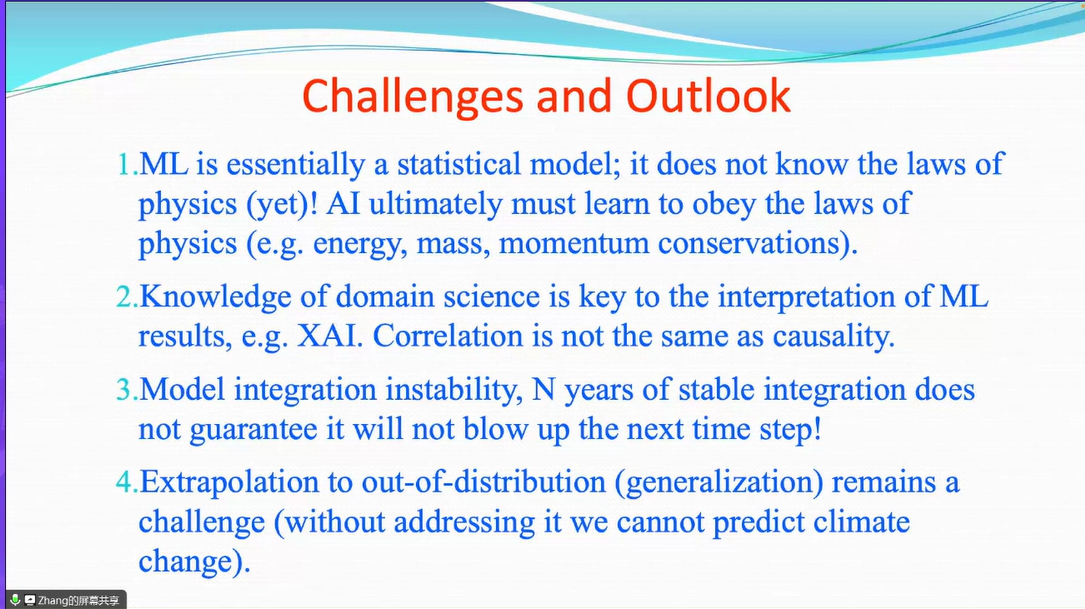 Challenges and Outlook
1.ML is essentially a statistical model; it does not know the laws of
physics (yet)! AI ultimately must learn to obey the laws of
physics (e.g. energy, mass, momentum conservations).
2.Knowledge of domain science is key to the interpretation of ML
results, e.g. XAI. Correlation is not the same as causality.
3.Model integration instability, N years of stable integration does
not guarantee it will not blow up the next time step!
4.Extrapolation to out-of-distribution (generalization) remains a
challenge (without addressing it we cannot predict climate
change).
Zhang的屏幕共享